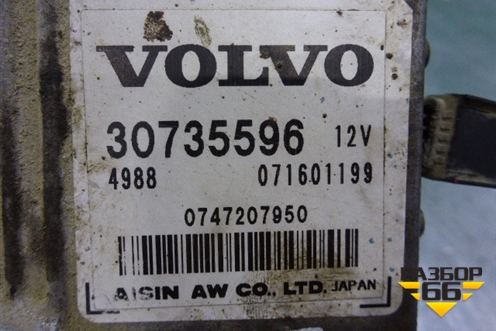 VOLVO
30735596 12V
4988 071601199
0747207950
AISIN AW CO., LTD. JAPAN
РАЗБОР
66